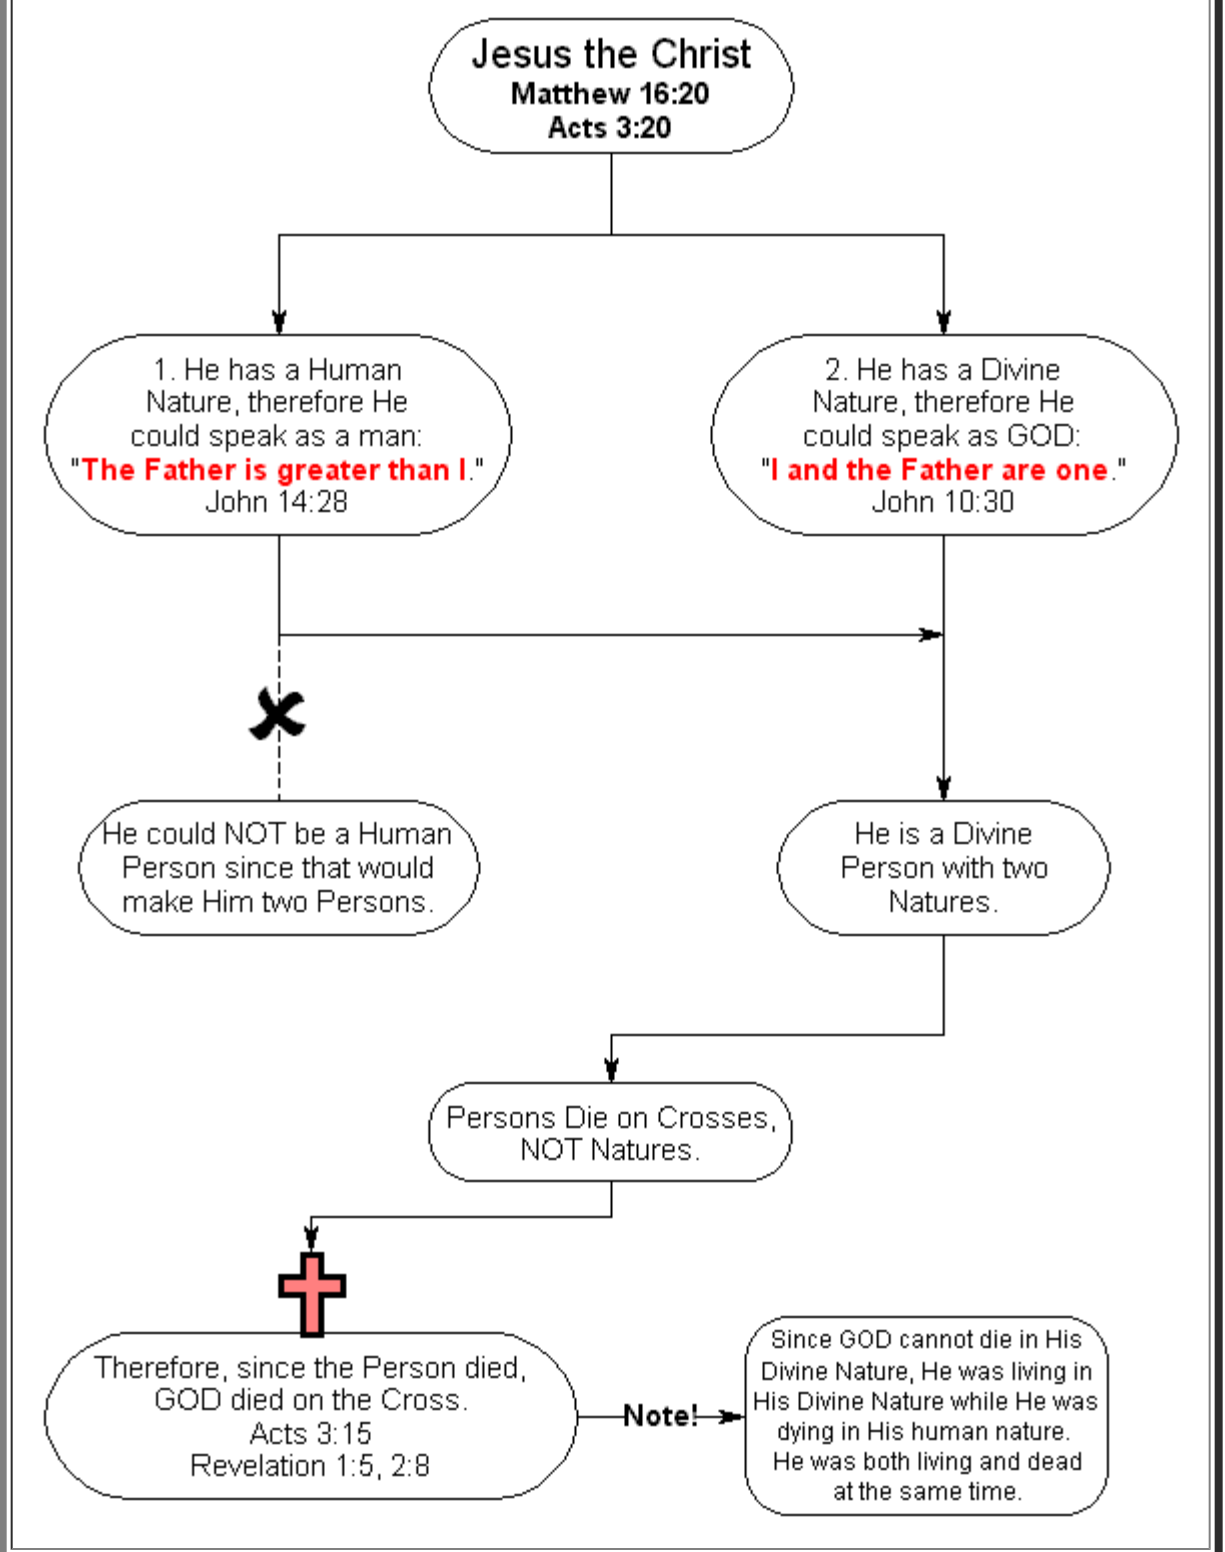 Jesus the Christ
Matthew 16:20
Acts 3:20
1. He has a Human
Nature, therefore He
could speak as a man:
"The Father is greater than I."
John 14:28
2. He has a Divine
Nature, therefore He
could speak as GOD:
"I and the Father are one."
John 10:30
He could NOT be a Human
Person since that would
make Him two Persons.
He is a Divine
Person with two
Natures.
Persons Die on Crosses,
NOT Natures.
Therefore, since the Person died,
GOD died on the Cross.
Acts 3:15
Revelation 1:5, 2:8
Note!
Since GOD cannot die in His
Divine Nature, He was living in
His Divine Nature while He was
dying in His human nature.
He was both living and dead
at the same time.